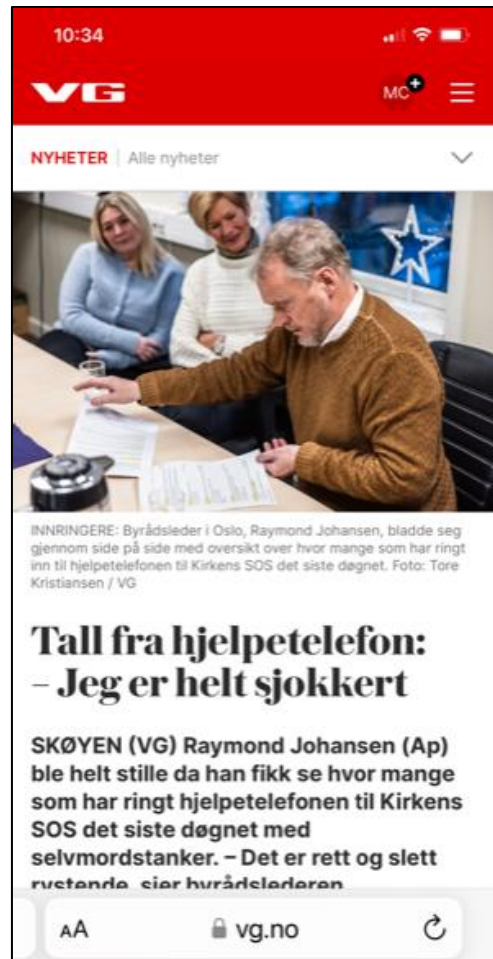 10:34
VG
MC
NYHETER | Alle nyheter
INNRINGERE: Byrådsleder i Oslo, Raymond Johansen, bladde seg
gjennom side på side med oversikt over hvor mange som har ringt
inn til hjelpetelefonen til Kirkens SOS det siste døgnet. Foto: Tore
Kristiansen / VG
Tall fra hjelpetelefon:
– Jeg er helt sjokkert
SKØYEN (VG) Raymond Johansen (Ap)
ble helt stille da han fikk se hvor mange
som har ringt hjelpetelefonen til Kirkens
SOS det siste døgnet med
selvmordstanker. – Det er rett og slett
rystende, sier byrådslederen
AA
vg.no